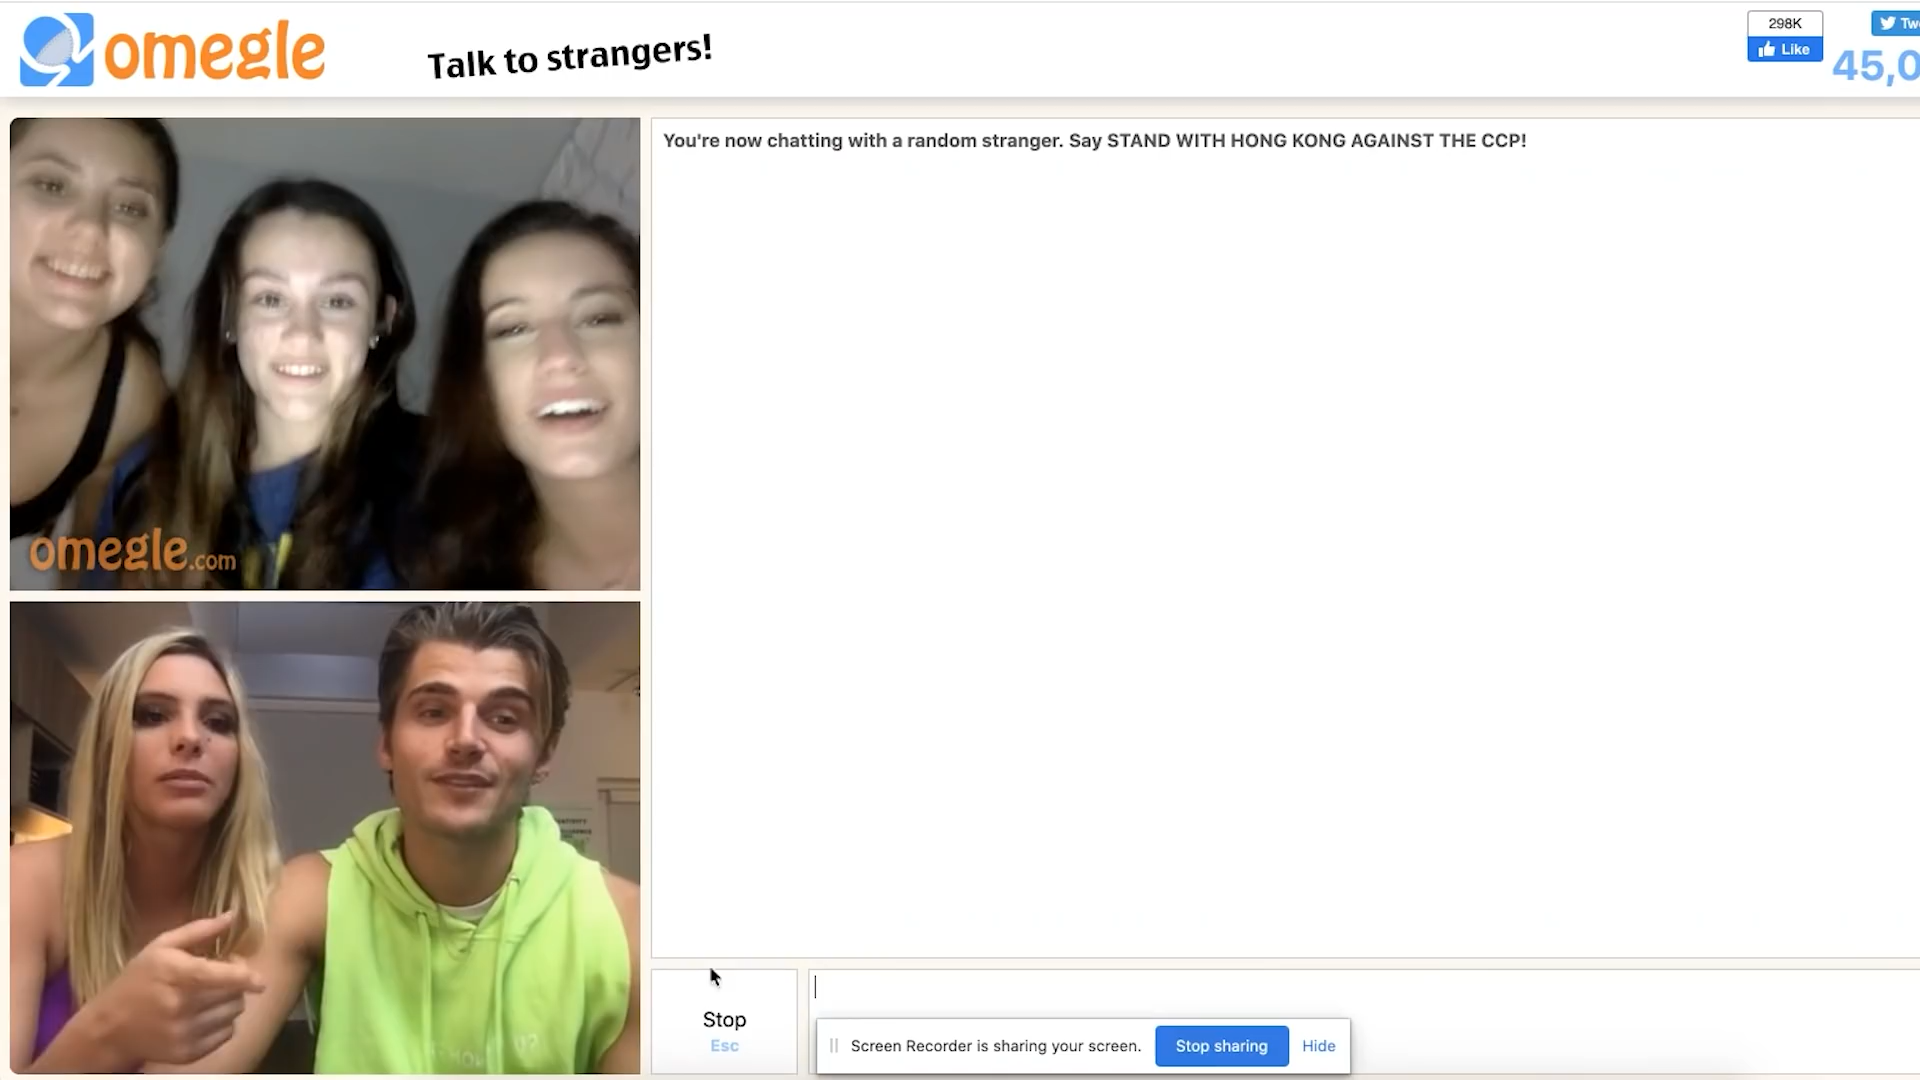 omegle
Talk to strangers!
298K
Like
45,0
You're now chatting with a random stranger. Say STAND WITH HONG KONG AGAINST THE CCP!
omegle.com
Stop
Esc
Screen Recorder is sharing your screen.
Stop sharing
Hide